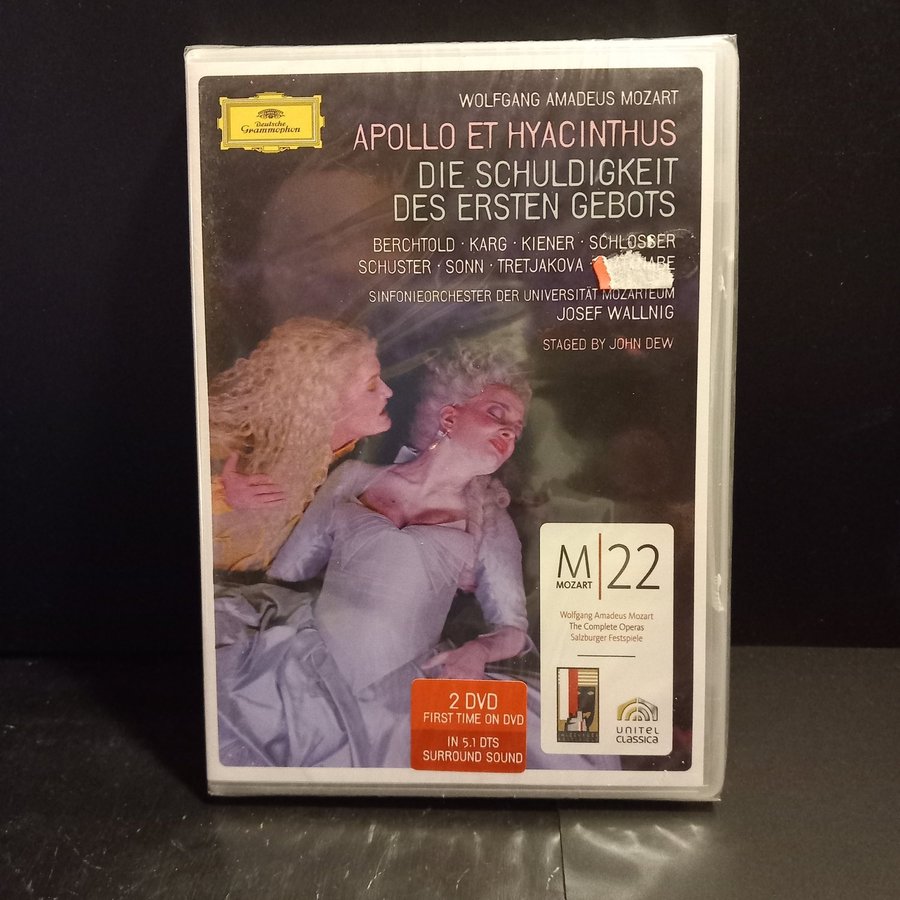 WOLFGANG AMADEUS MOZART
Deutsche
Grammophon
APOLLO ET HYACINTHUS
DIE SCHULDIGKEIT
DES ERSTEN GEBOTS
BERCHTOLD · KARG · KIENER · SCHLOSSER
SCHUSTER · SONN · TRETJAKOVA ·
SINFONIEORCHESTER DER UNIVERSITÄT MOZARTEUM
JOSEF WALLNIG
STAGED BY JOHN DEW
M 22
MOZART
Wolfgang Amadeus Mozart
The Complete Operas
Salzburger Festspiele
UNITEL
CLASSICA
2 DVD
FIRST TIME ON DVD
IN 5.1 DTS
SURROUND SOUND